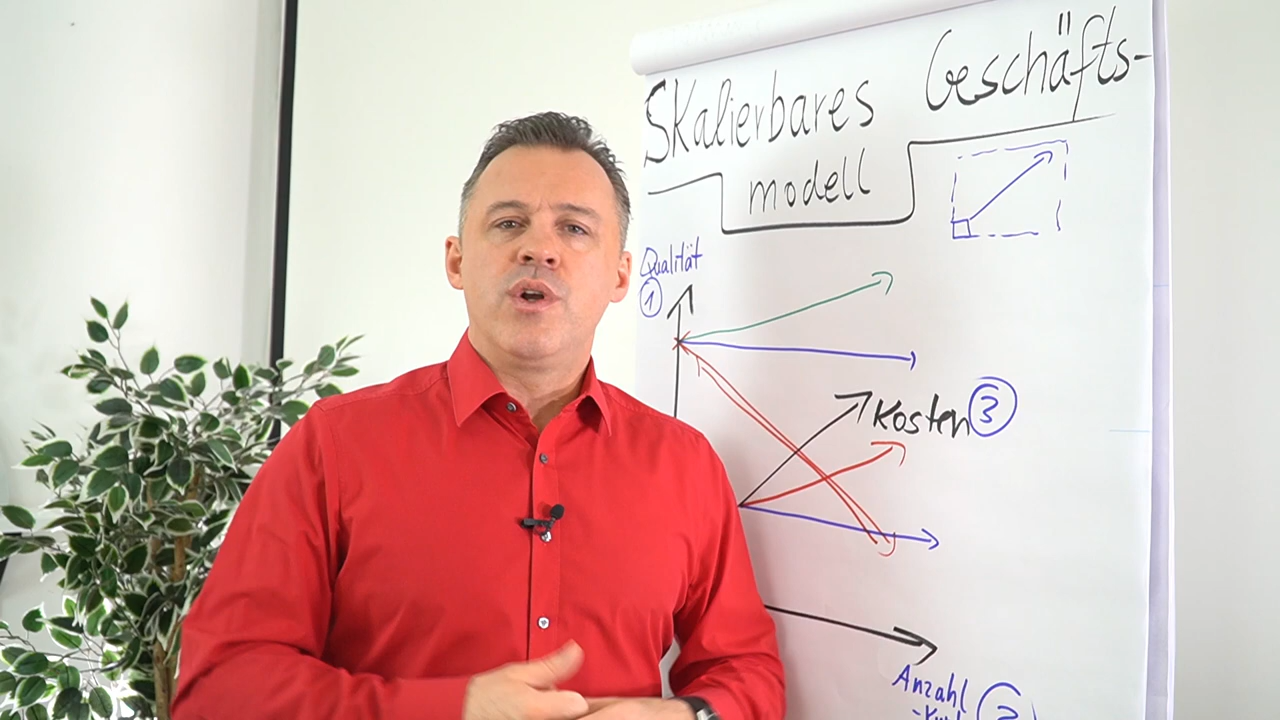 Skalierbares Geschäfts-
modell
Qualität
1
Kosten 3
Anzahl